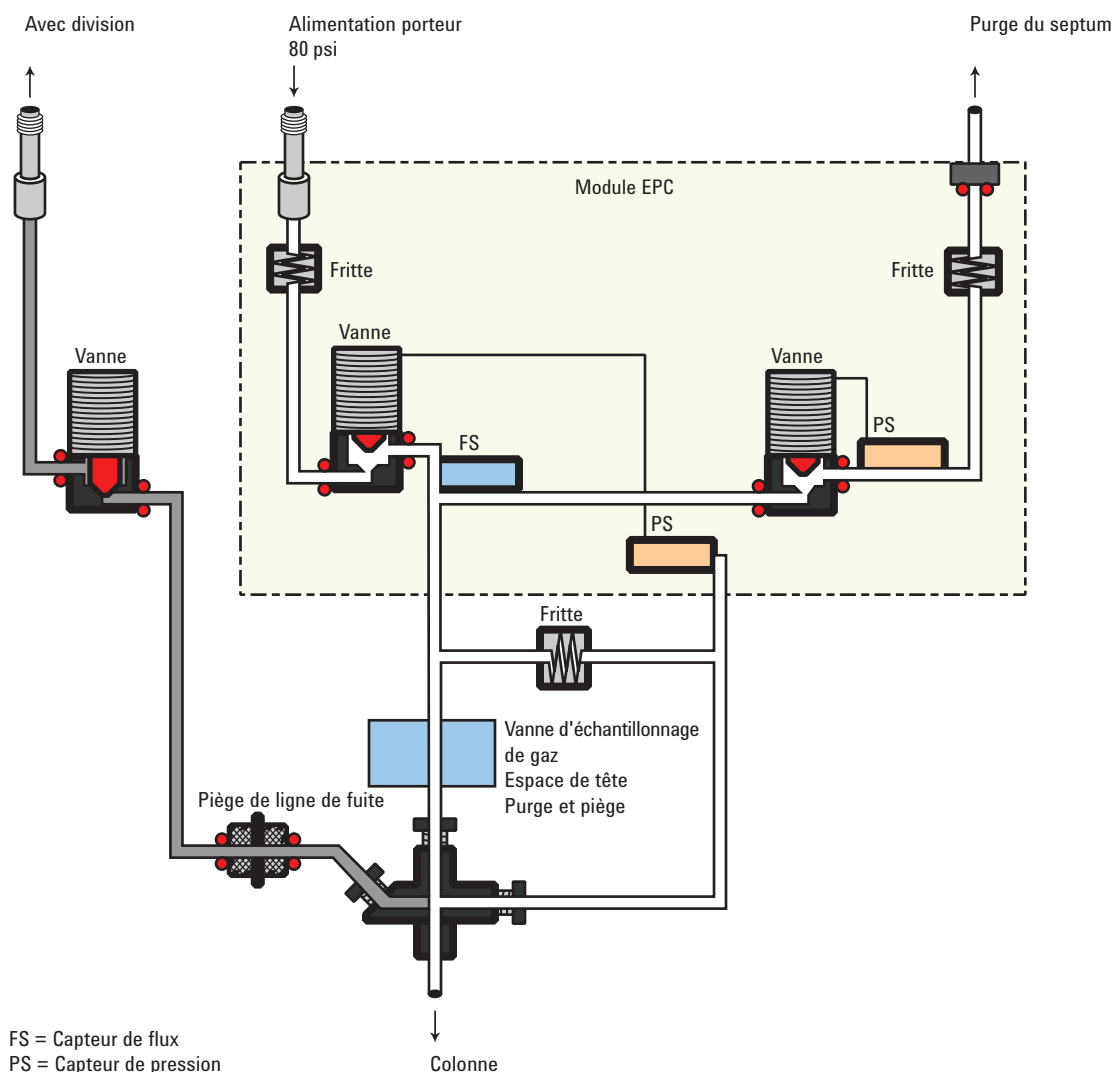 Avec division
Alimentation porteur
80 psi
Purge du septum
Module EPC
Fritte
Fritte
Vanne
Vanne
Vanne
FS
PS
PS
Fritte
Vanne d'échantillonnage
de gaz
Espace de tête
Purge et piège
Piège de ligne de fuite
FS = Capteur de flux
PS = Capteur de pression
Colonne